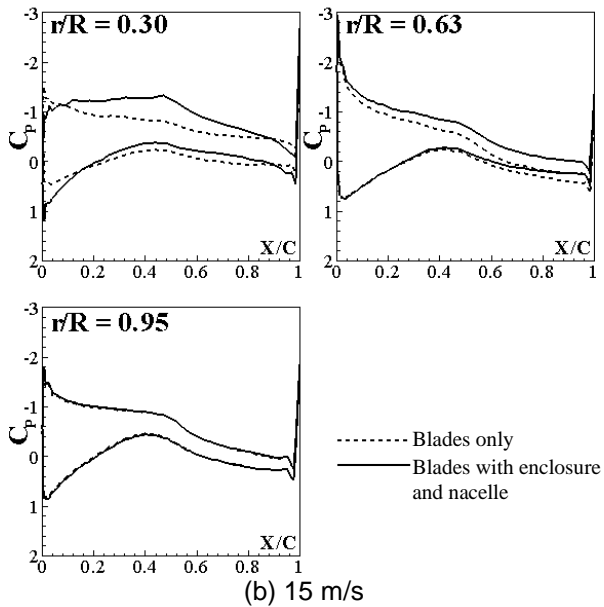 r/R = 0.30
-3
-2
-1
0
1
2
Cp
0
0.2
0.4
0.6
0.8
1
X/C
r/R = 0.63
-3
-2
-1
0
1
2
Cp
0
0.2
0.4
0.6
0.8
1
X/C
r/R = 0.95
-3
-2
-1
0
1
2
Cp
0
0.2
0.4
0.6
0.8
1
X/C
Blades only
Blades with enclosure
and nacelle
(b) 15 m/s